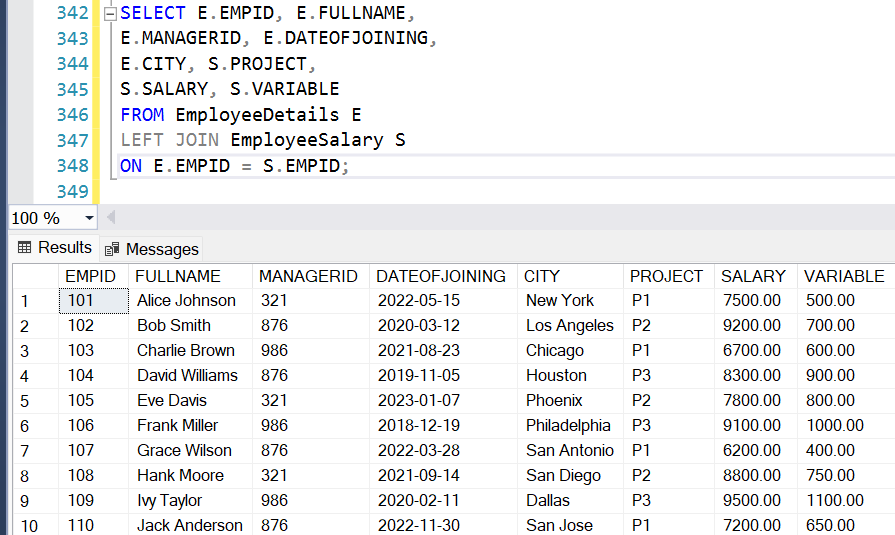 342 SELECT E.EMPID, E.FULLNAME,
343 E.MANAGERID, E.DATEOFJOINING,
344 E.CITY, S.PROJECT,
345 S.SALARY, S.VARIABLE
346 FROM EmployeeDetails E
347 LEFT JOIN EmployeeSalary S
348 ON E.EMPID = S.EMPID;
349
100 %
Results Messages
EMPID FULLNAME MANAGERID DATEOFJOINING CITY PROJECT SALARY VARIABLE
1 101 Alice Johnson 321 2022-05-15 New York P1 7500.00 500.00
2 102 Bob Smith 876 2020-03-12 Los Angeles P2 9200.00 700.00
3 103 Charlie Brown 986 2021-08-23 Chicago P1 6700.00 600.00
4 104 David Williams 876 2019-11-05 Houston P3 8300.00 900.00
5 105 Eve Davis 321 2023-01-07 Phoenix P2 7800.00 800.00
6 106 Frank Miller 986 2018-12-19 Philadelphia P3 9100.00 1000.00
7 107 Grace Wilson 876 2022-03-28 San Antonio P1 6200.00 400.00
8 108 Hank Moore 321 2021-09-14 San Diego P2 8800.00 750.00
9 109 Ivy Taylor 986 2020-02-11 Dallas P3 9500.00 1100.00
10 110 Jack Anderson 876 2022-11-30 San Jose P1 7200.00 650.00